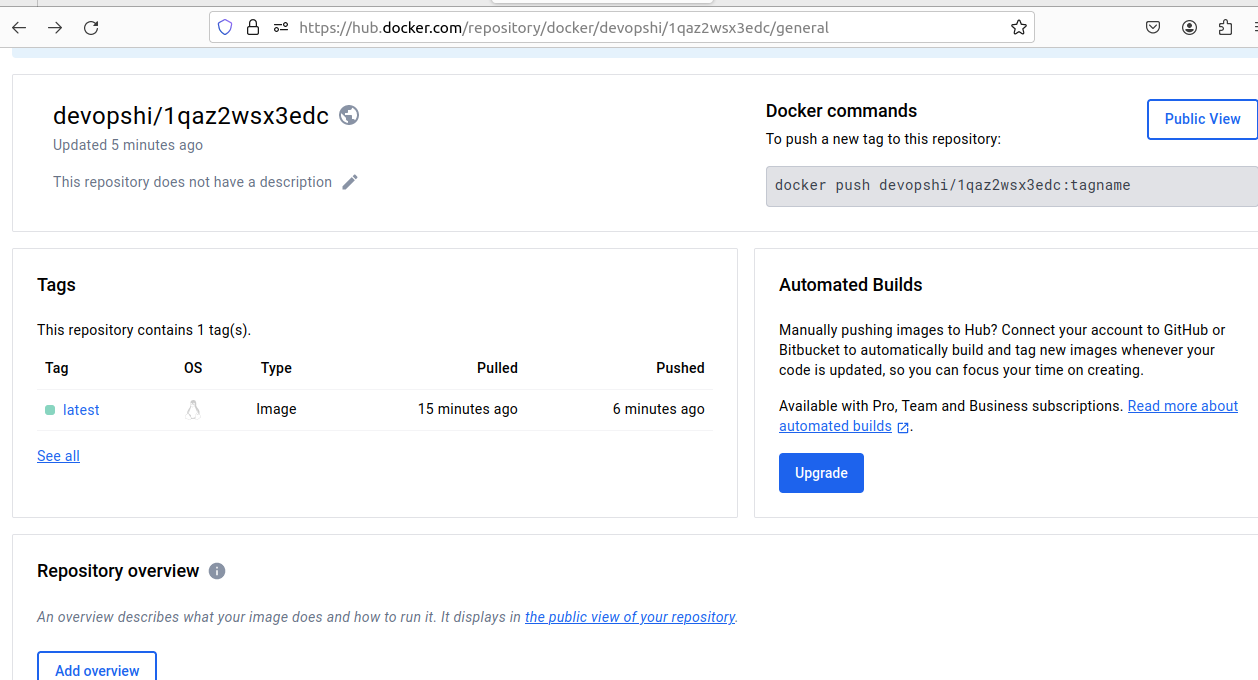 https://hub.docker.com/repository/docker/devopshi/1qaz2wsx3edc/general
devopshi/1qaz2wsx3edc
Updated 5 minutes ago
This repository does not have a description
Docker commands
To push a new tag to this repository:
Public View
docker push devopshi/1qaz2wsx3edc:tagname
Tags
This repository contains 1 tag(s).
Tag OS Type Pulled Pushed
latest Image 15 minutes ago 6 minutes ago
See all
Automated Builds
Manually pushing images to Hub? Connect your account to GitHub or
Bitbucket to automatically build and tag new images whenever your
code is updated, so you can focus your time on creating.
Available with Pro, Team and Business subscriptions. Read more about
automated builds.
Upgrade
Repository overview
An overview describes what your image does and how to run it. It displays in the public view of your repository.
Add overview